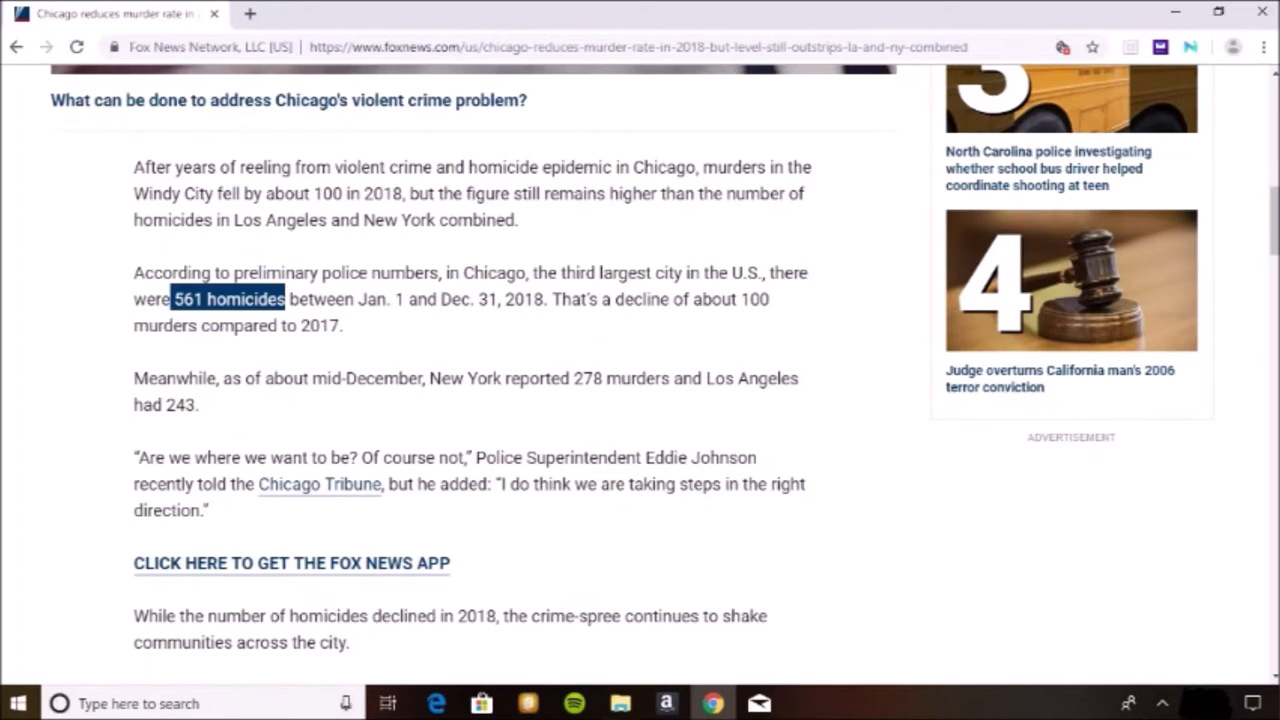 Chicago reduces murder rate in
Fox News Network, LLC [US] | https://www.foxnews.com/us/chicago-reduces-murder-rate-in-2018-but-level-still-outstrips-la-and-ny-combined
What can be done to address Chicago's violent crime problem?
After years of reeling from violent crime and homicide epidemic in Chicago, murders in the
Windy City fell by about 100 in 2018, but the figure still remains higher than the number of
homicides in Los Angeles and New York combined.
According to preliminary police numbers, in Chicago, the third largest city in the U.S., there
were 561 homicides between Jan. 1 and Dec. 31, 2018. That's a decline of about 100
murders compared to 2017.
Meanwhile, as of about mid-December, New York reported 278 murders and Los Angeles
had 243.
“Are we where we want to be? Of course not,” Police Superintendent Eddie Johnson
recently told the Chicago Tribune, but he added: “I do think we are taking steps in the right
direction.”
CLICK HERE TO GET THE FOX NEWS APP
While the number of homicides declined in 2018, the crime-spree continues to shake
communities across the city.
3
North Carolina police investigating
whether school bus driver helped
coordinate shooting at teen
4
Judge overturns California man's 2006
terror conviction
ADVERTISEMENT
Type here to search